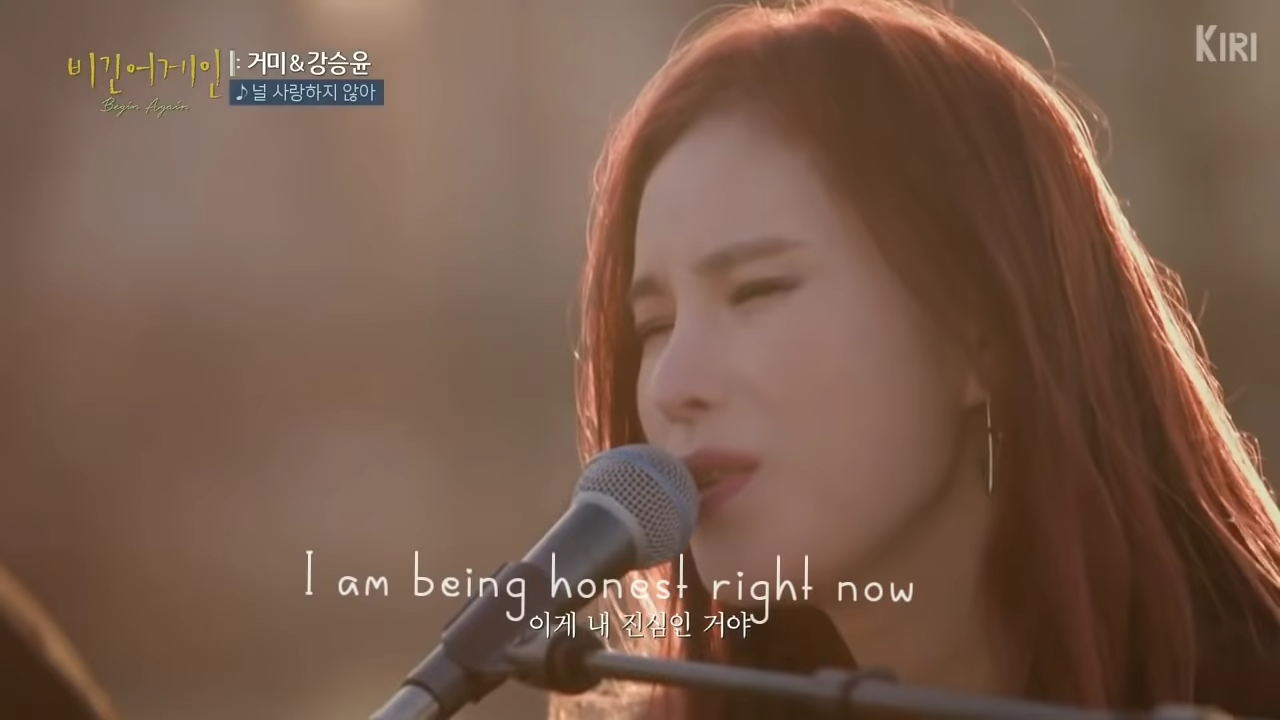 비긴어게인 : 거미&강승윤
Begin Again
♪ 널 사랑하지 않아
KIRI
I am being honest right now
이게 내 진심인 거야